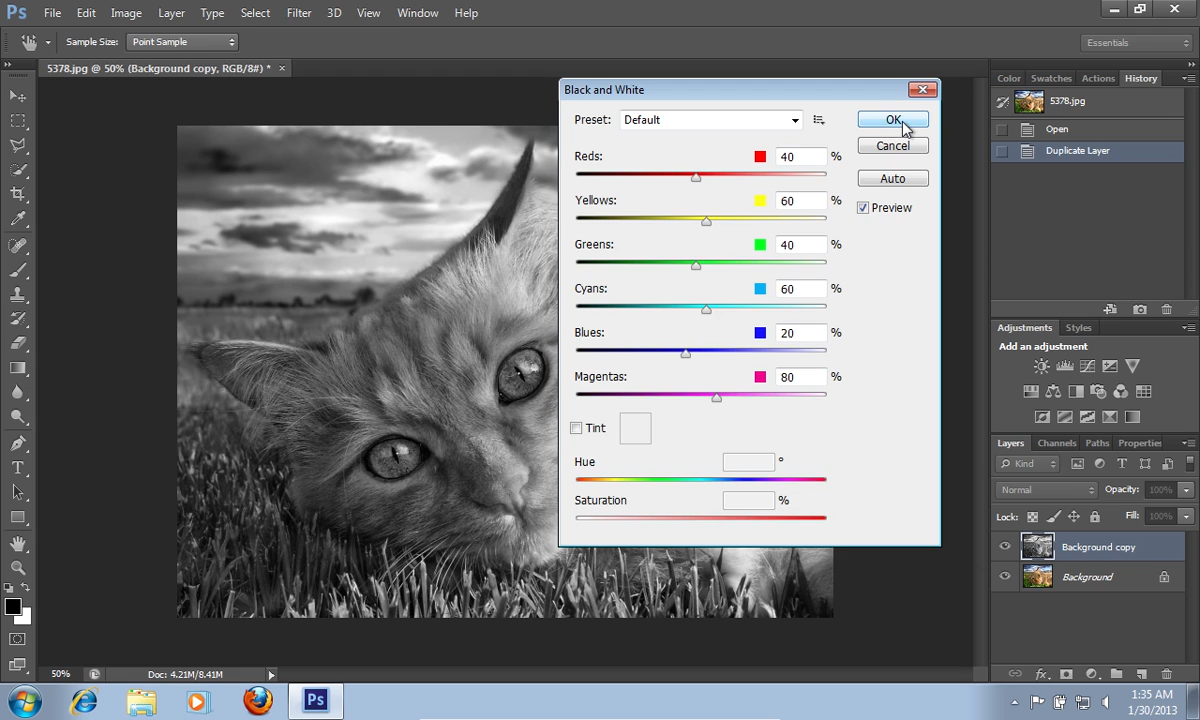 Ps File Edit Image Layer Type Select Filter 3D View Window Help
Sample Size: Point Sample Essentials
5378.jpg @ 50% (Background copy, RGB/8#) * ×
Black and White
Preset: Default
OK
Cancel
Auto
Preview
Reds: 40 %
Yellows: 60 %
Greens: 40 %
Cyans: 60 %
Blues: 20 %
Magentas: 80 %
Tint
Hue °
Saturation %
Color Swatches Actions History
5378.jpg
Open
Duplicate Layer
Adjustments Styles
Add an adjustment
Layers Channels Paths Properties
Kind
Normal Opacity: 100%
Lock: Fill: 100%
Background copy
Background
50% Doc: 4.21M/8.41M
Ps
1:35 AM
1/30/2013